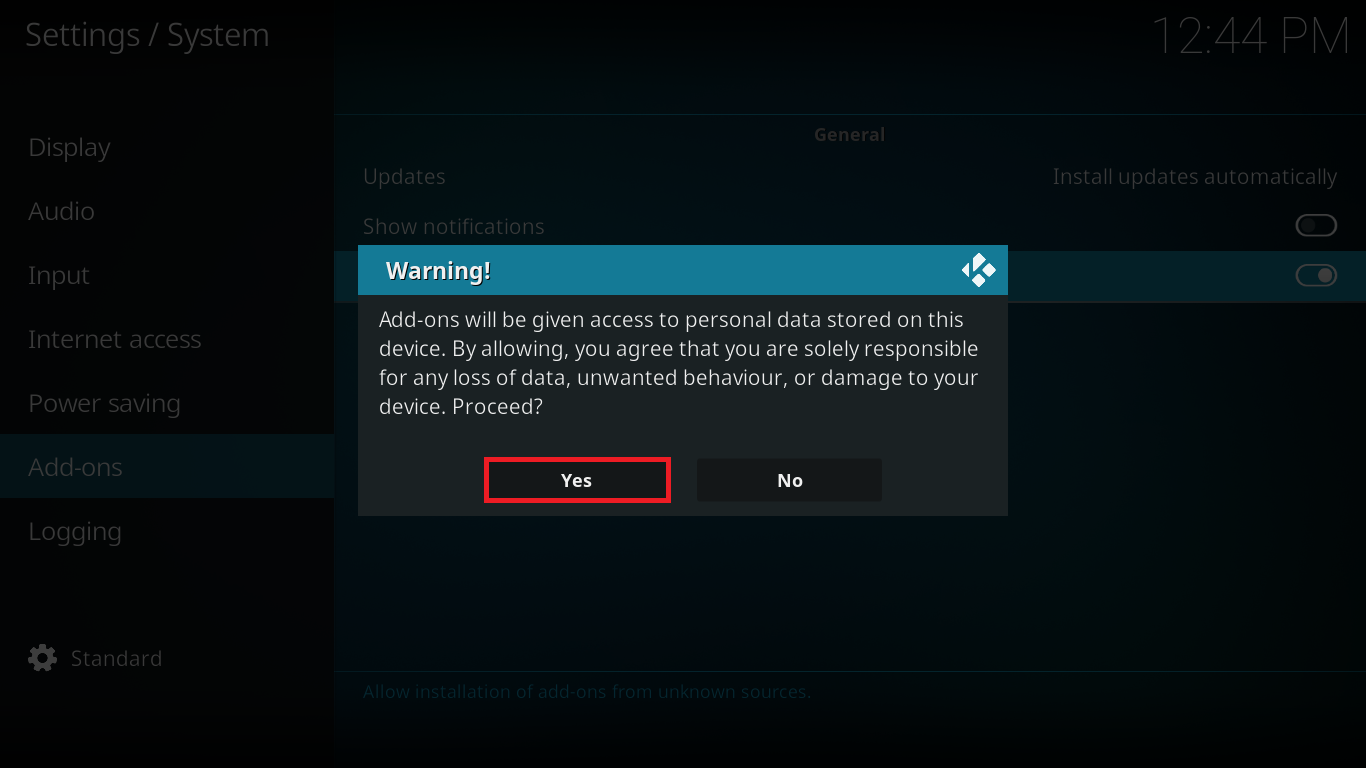 Settings / System
12:44 PM
Display
Audio
Input
Internet access
Power saving
Add-ons
Logging
Standard
General
Updates
Install updates automatically
Show notifications
Warning!
Add-ons will be given access to personal data stored on this
device. By allowing, you agree that you are solely responsible
for any loss of data, unwanted behaviour, or damage to your
device. Proceed?
Yes
No
Allow installation of add-ons from unknown sources.